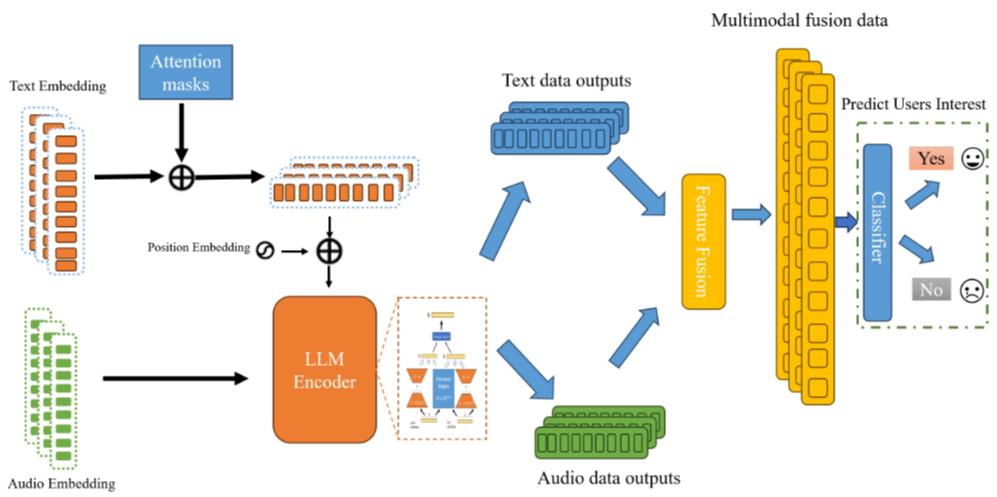 Multimodal fusion data
Attention
masks
Text Embedding
Text data outputs
Predict Users Interest
Yes
Classifier
Feature Fusion
Position Embedding
No
LLM
Encoder
Audio data outputs
Audio Embedding